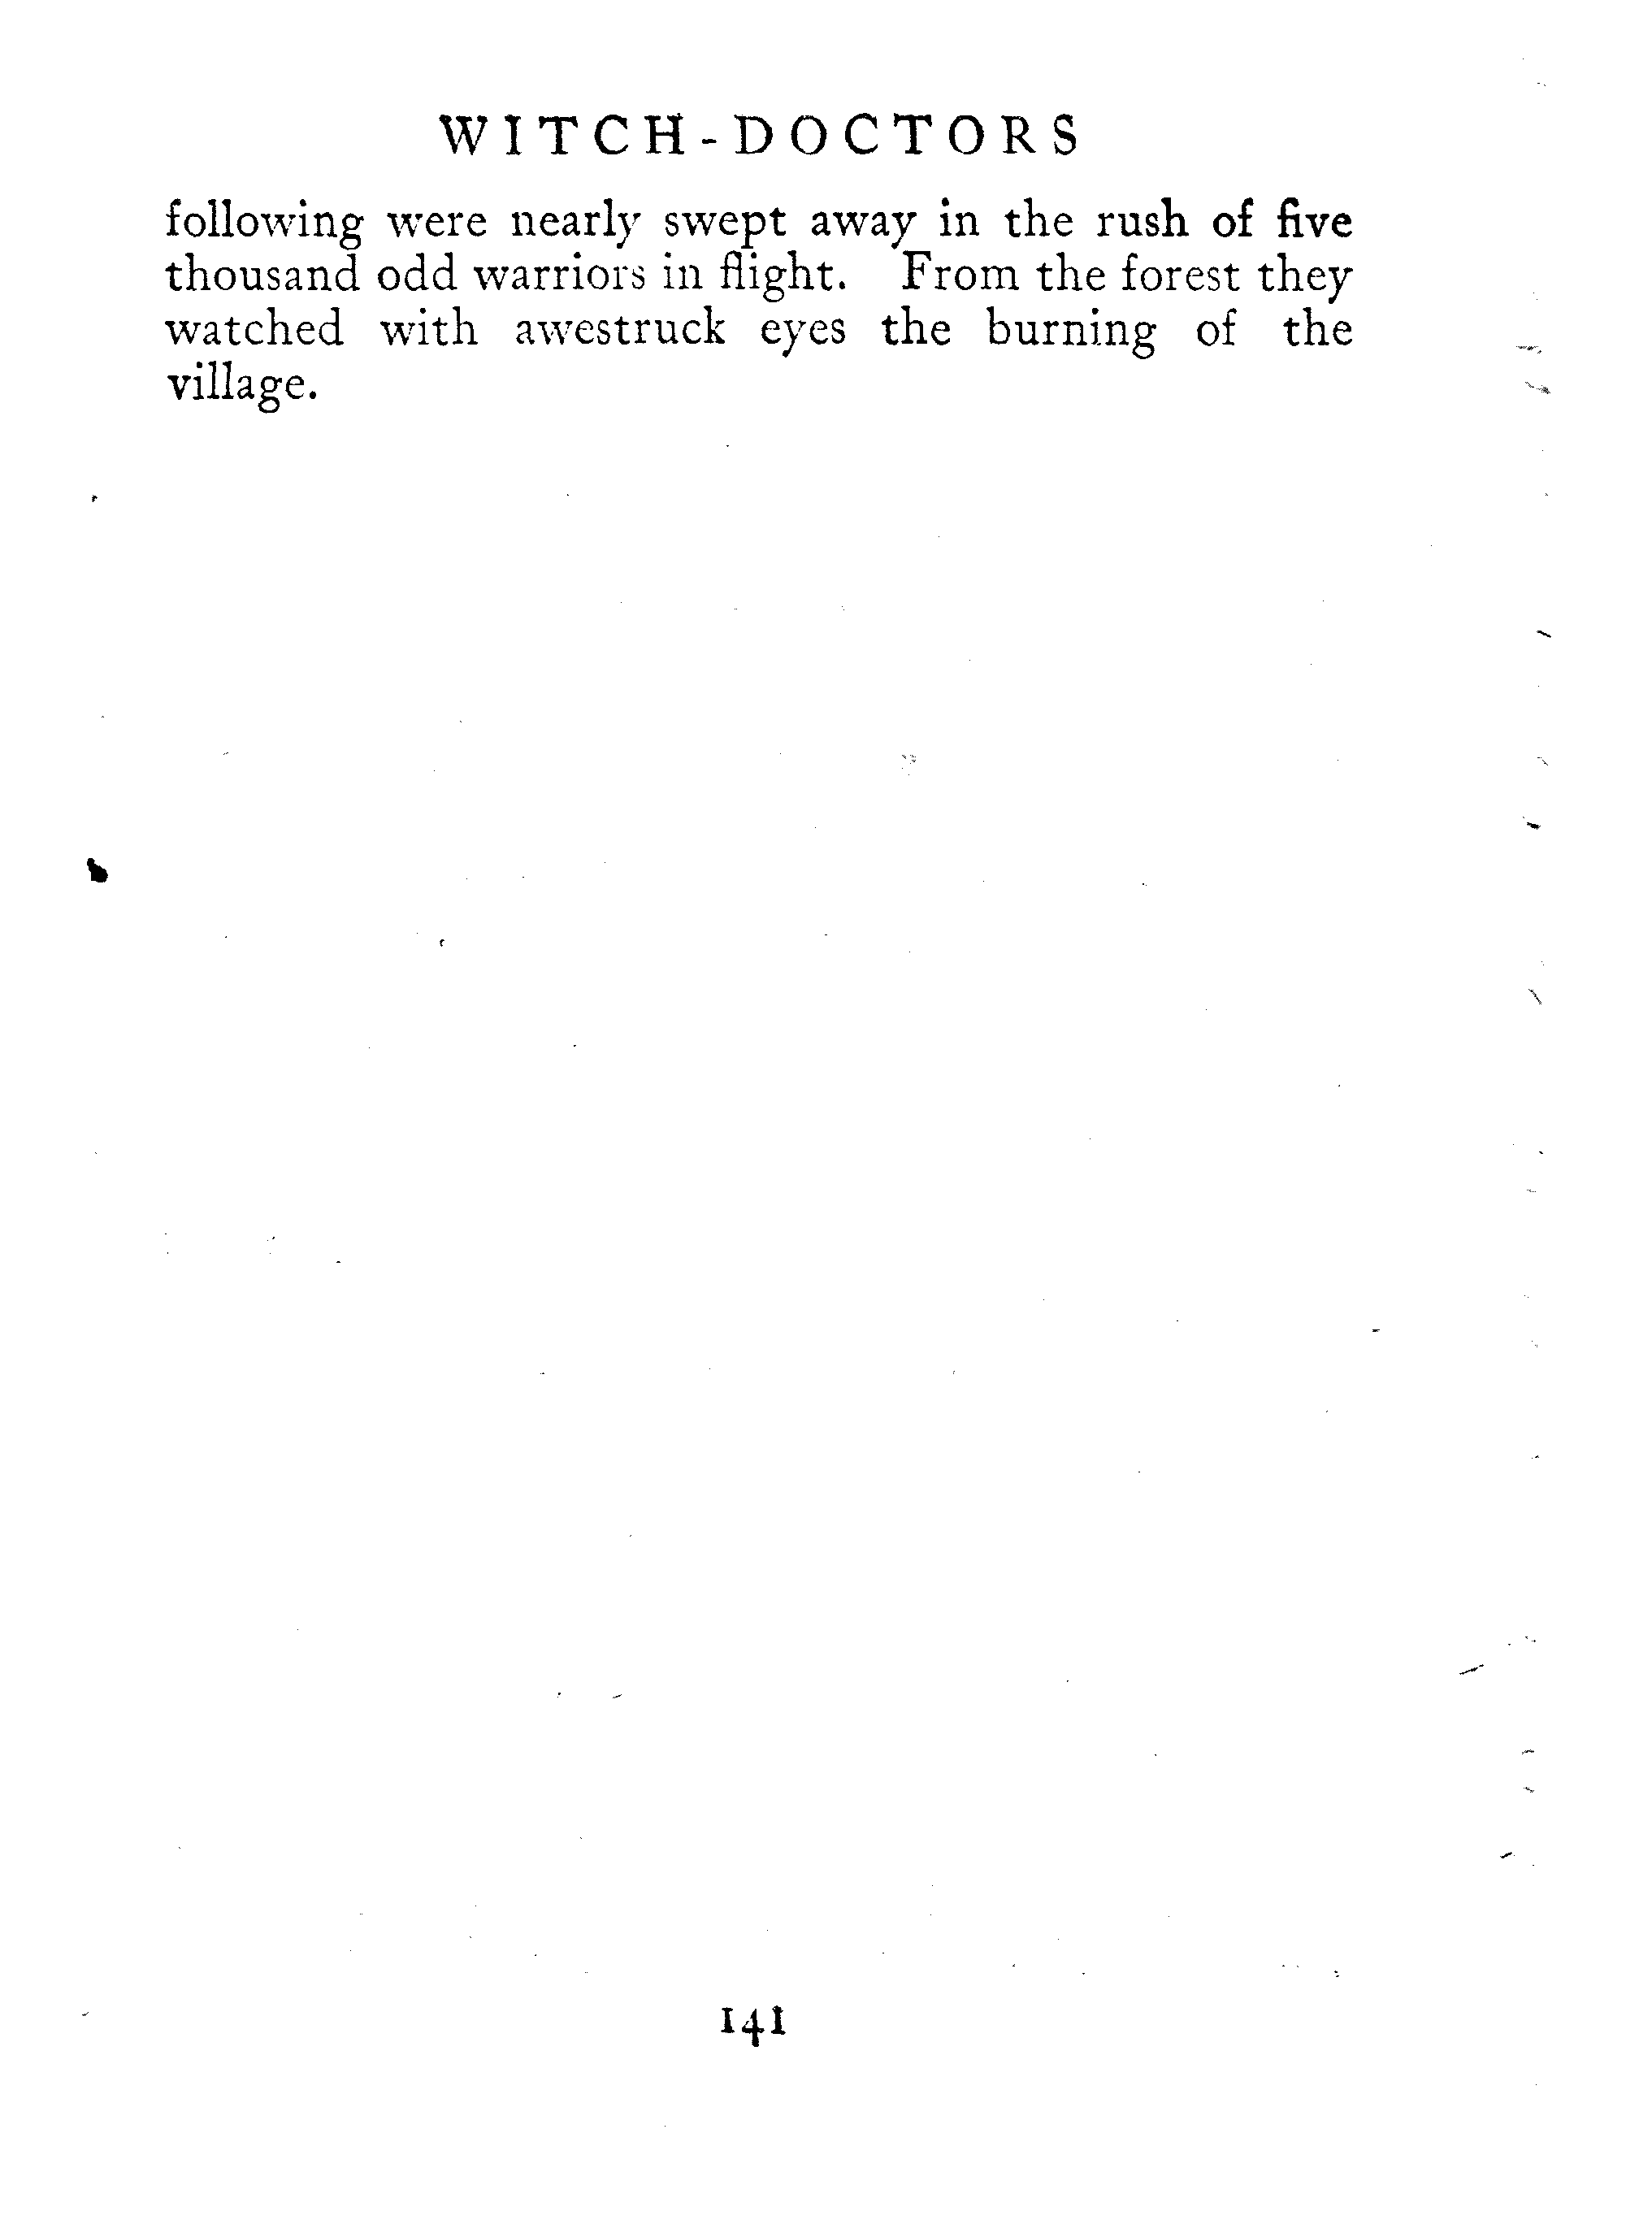 WITCH-DOCTORS
following were nearly swept away in the rush of five
thousand odd warriors in flight. From the forest they
watched with awestruck eyes the burning of the
village.
141